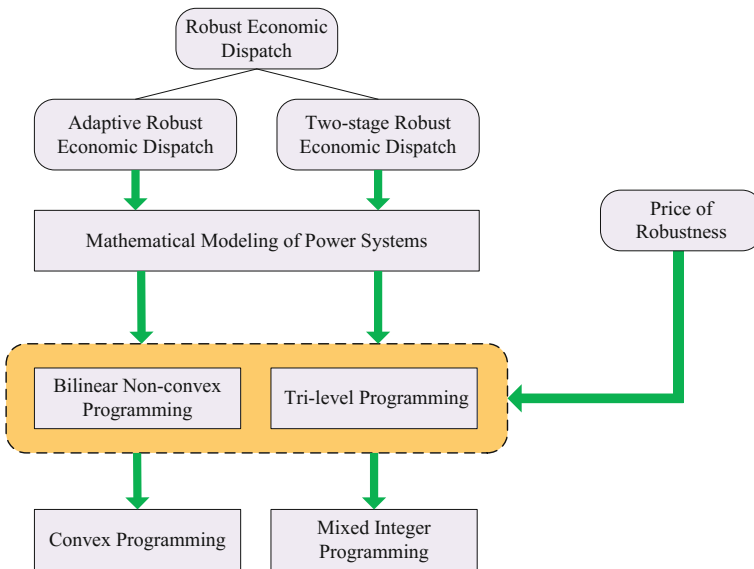 Robust Economic
Dispatch
Adaptive Robust
Economic Dispatch
Two-stage Robust
Economic Dispatch
Mathematical Modeling of Power Systems
Price of
Robustness
Bilinear Non-convex
Programming
Tri-level Programming
Convex Programming
Mixed Integer
Programming